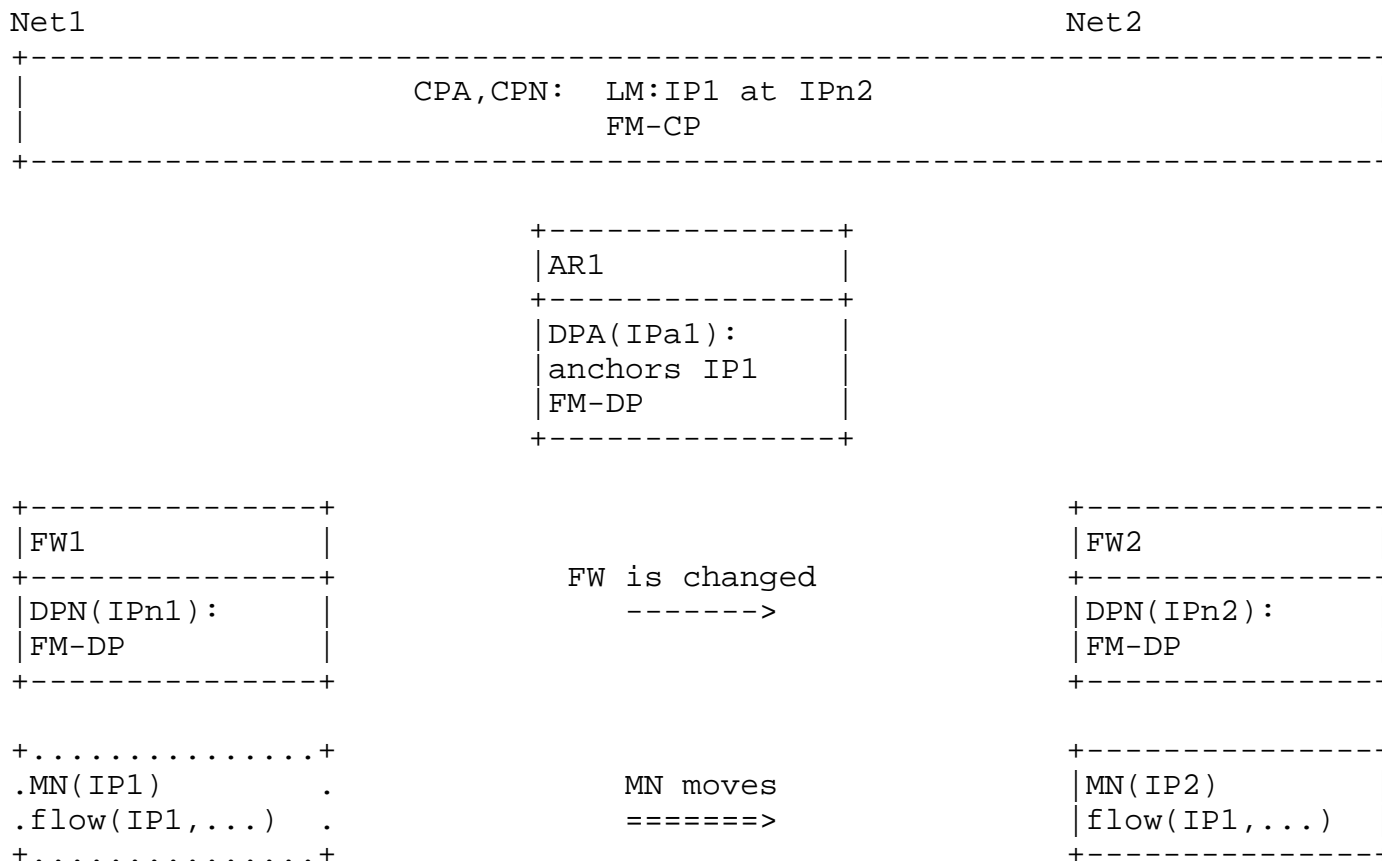 Net1                                                   Net2
+-----------------------------------------------------------------------
|                    CPA,CPN:  LM:IP1 at IPn2
|                              FM-CP
+-----------------------------------------------------------------------
                           +---------------+
                           |AR1            |
                           +---------------+
                           |DPA(IPa1):     |
                           |anchors IP1    |
                           |FM-DP          |
                           +---------------+
+---------------+                                      +----------------
|FW1            |                                      |FW2
+---------------+            FW is changed             +----------------
|DPN(IPn1):     |               ------->               |DPN(IPn2):
|FM-DP          |                                      |FM-DP
+---------------+                                      +----------------
+...............+                                      +----------------
.MN(IP1)        .               MN moves               |MN(IP2)
.flow(IP1,...)  .               =======>               |flow(IP1,...)
+...............+                                      +----------------